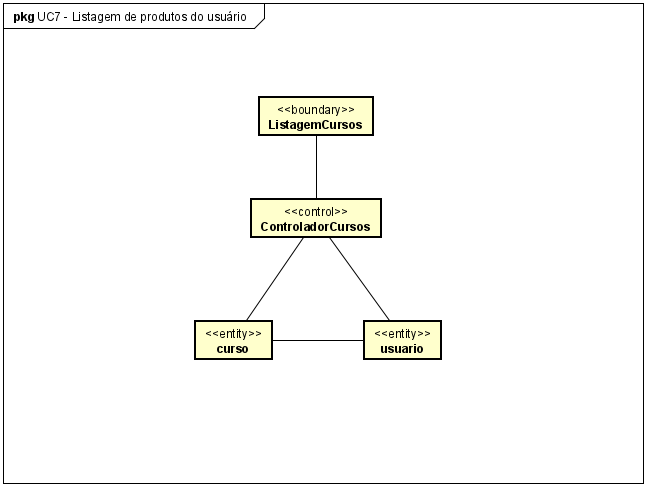 pkg UC7 - Listagem de produtos do usuário
<<boundary>>
ListagemCursos
<<control>>
ControladorCursos
<<entity>>
curso
<<entity>>
usuario